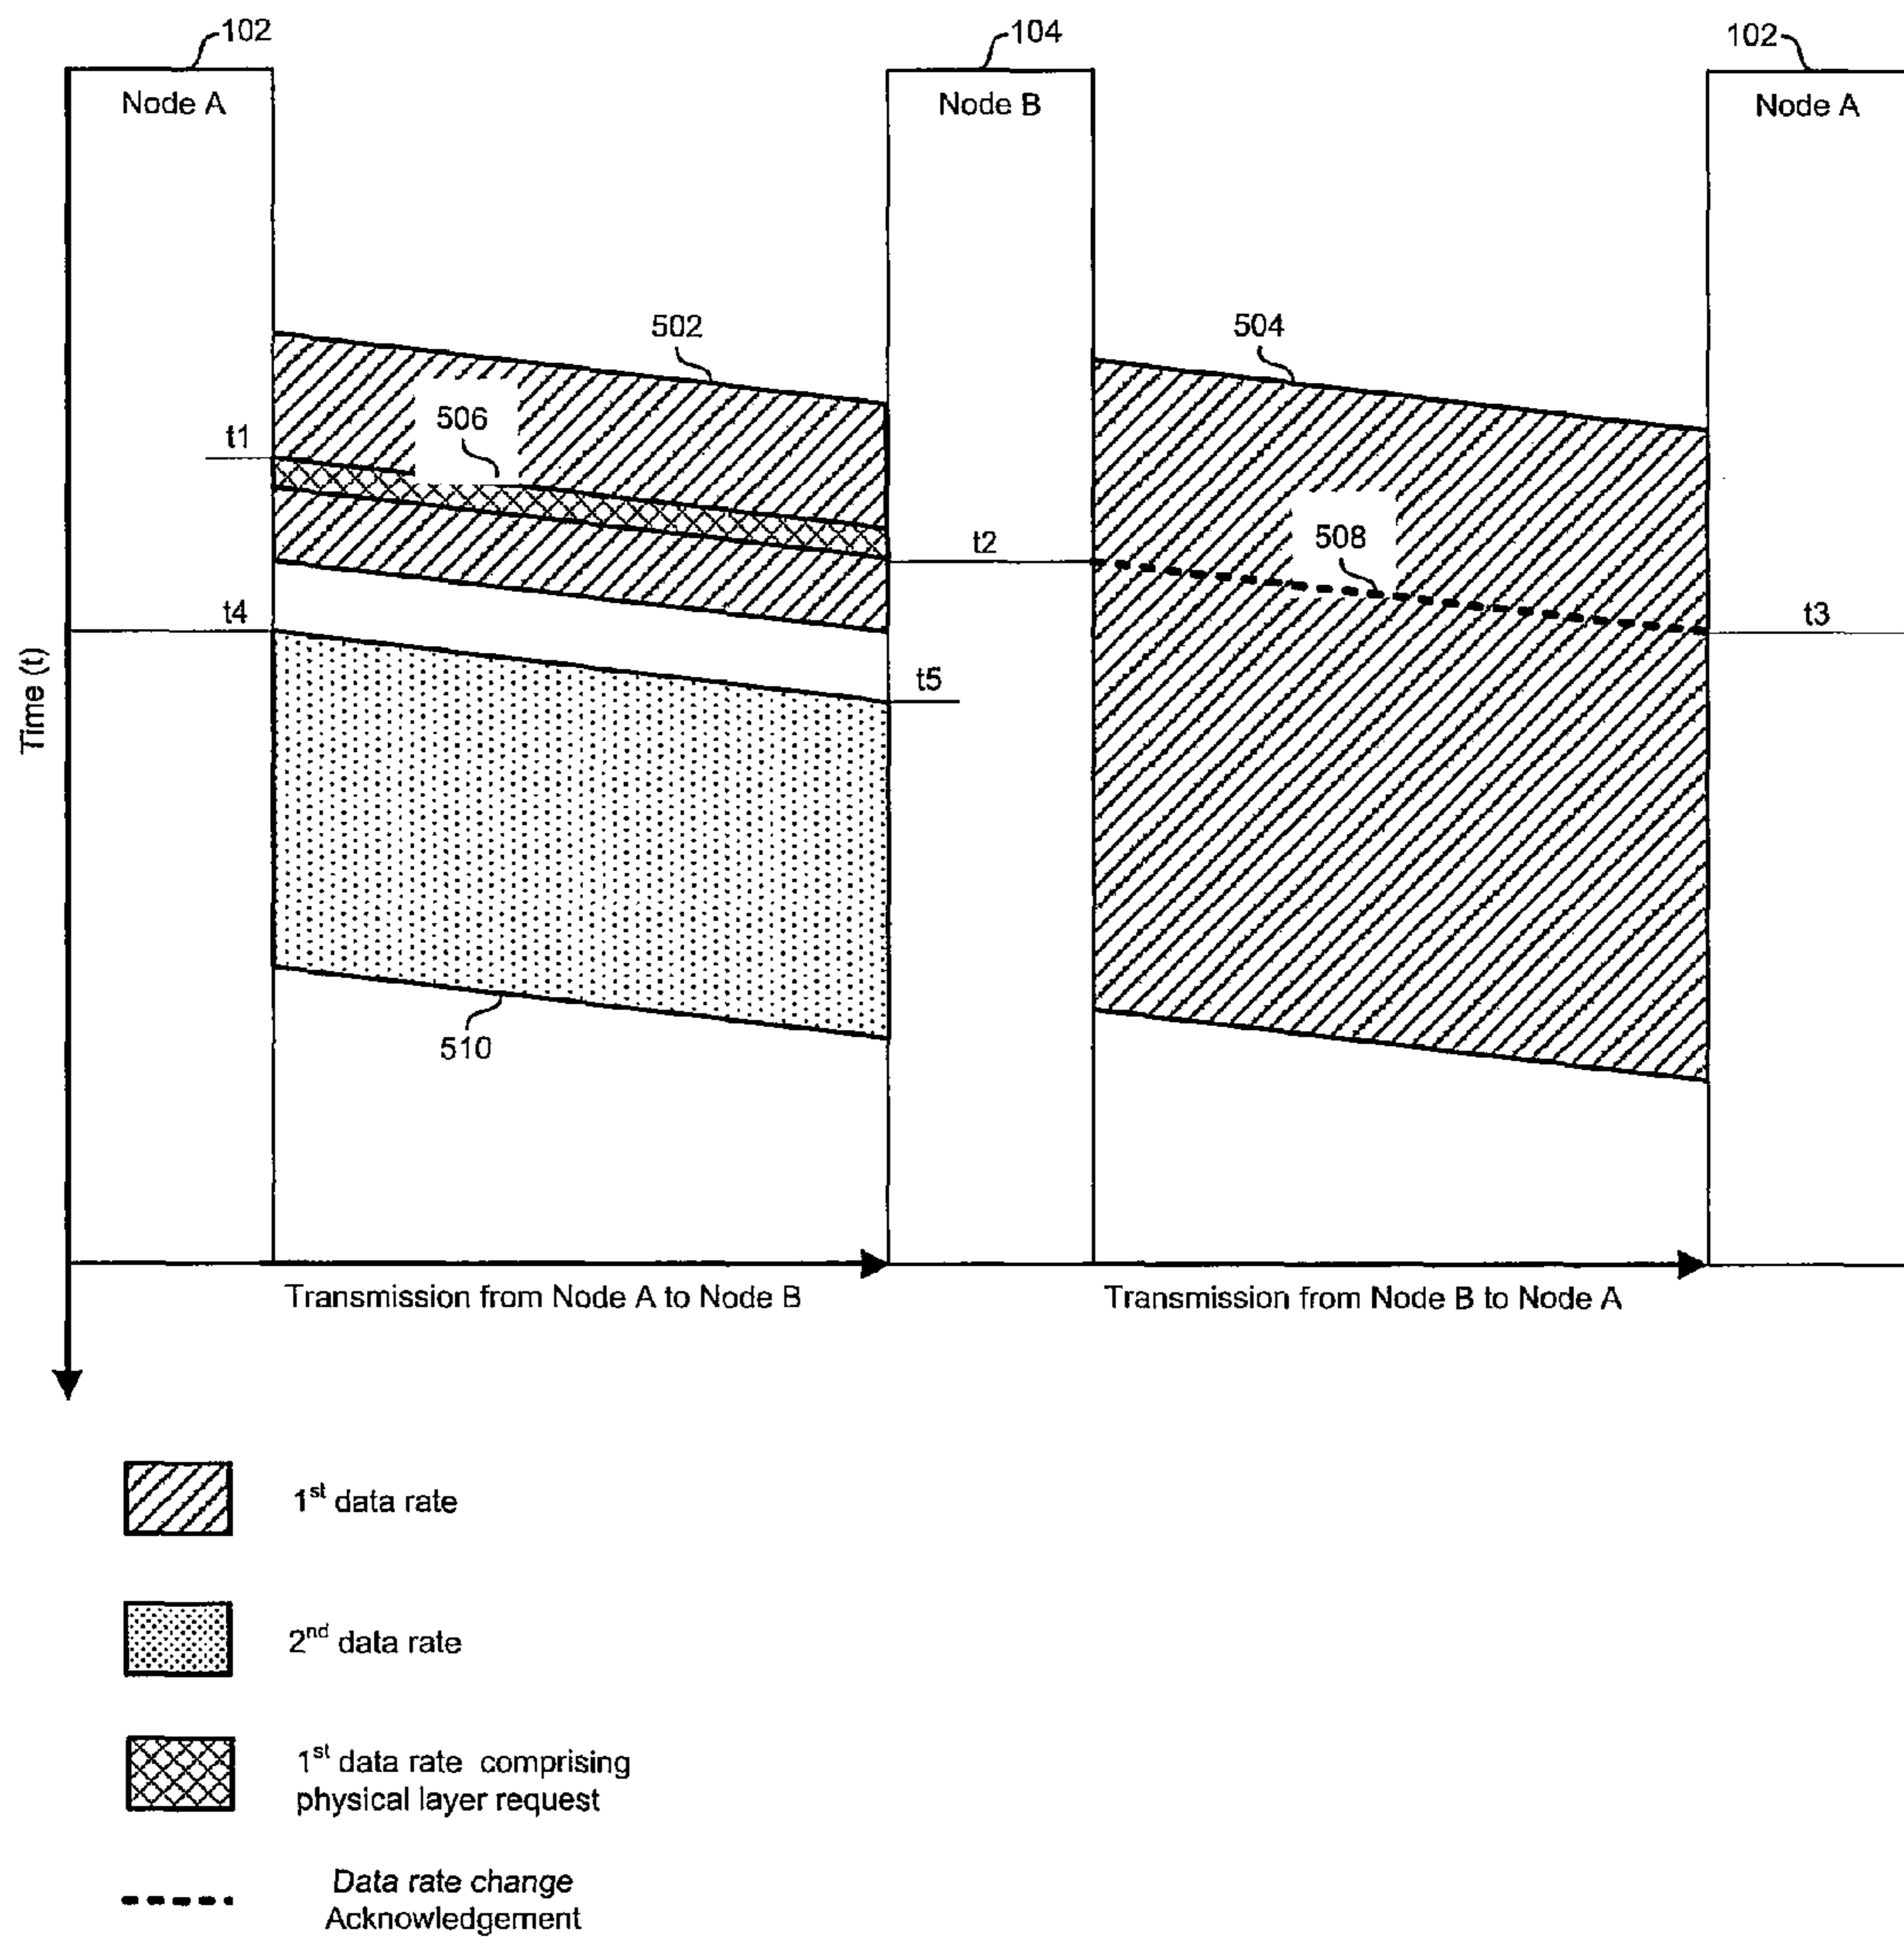 102
104
102
Node A
Node B
Node A
502
504
506
t1
508
t2
t4
t3
Time (t)
t5
510
Transmission from Node A to Node B
Transmission from Node B to Node A
1st data rate
2nd data rate
1st data rate comprising
physical layer request
Data rate change
Acknowledgement